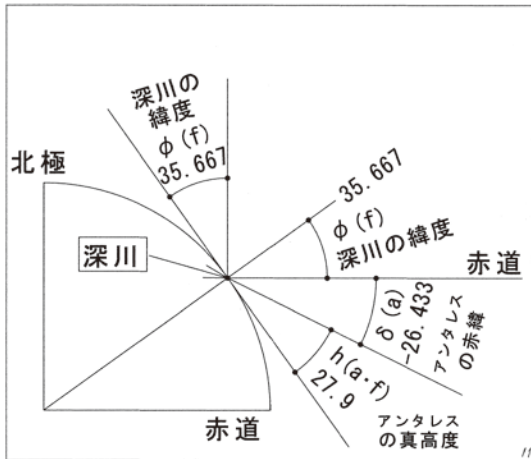 深川の
緯度
φ(f)
35.667
北極
深川
35.667
φ(f)
深川の緯度
赤道
δ(a)
-26.433
アンタレス
の赤緯
h(a・f)
27.9
アンタレス
の真高度
赤道